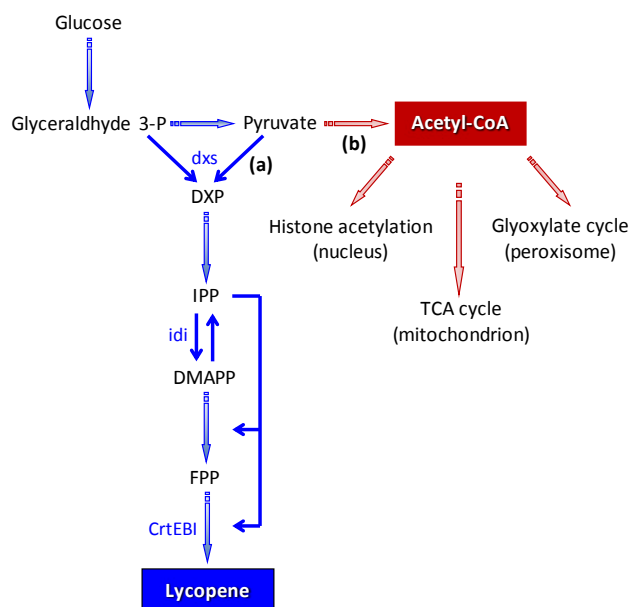 Glucose
Glyceraldhyde 3-P
Pyruvate
(b)
Acetyl-CoA
dxs
(a)
DXP
Histone acetylation
(nucleus)
Glyoxylate cycle
(peroxisome)
TCA cycle
(mitochondrion)
IPP
idi
DMAPP
FPP
CrtEBI
Lycopene